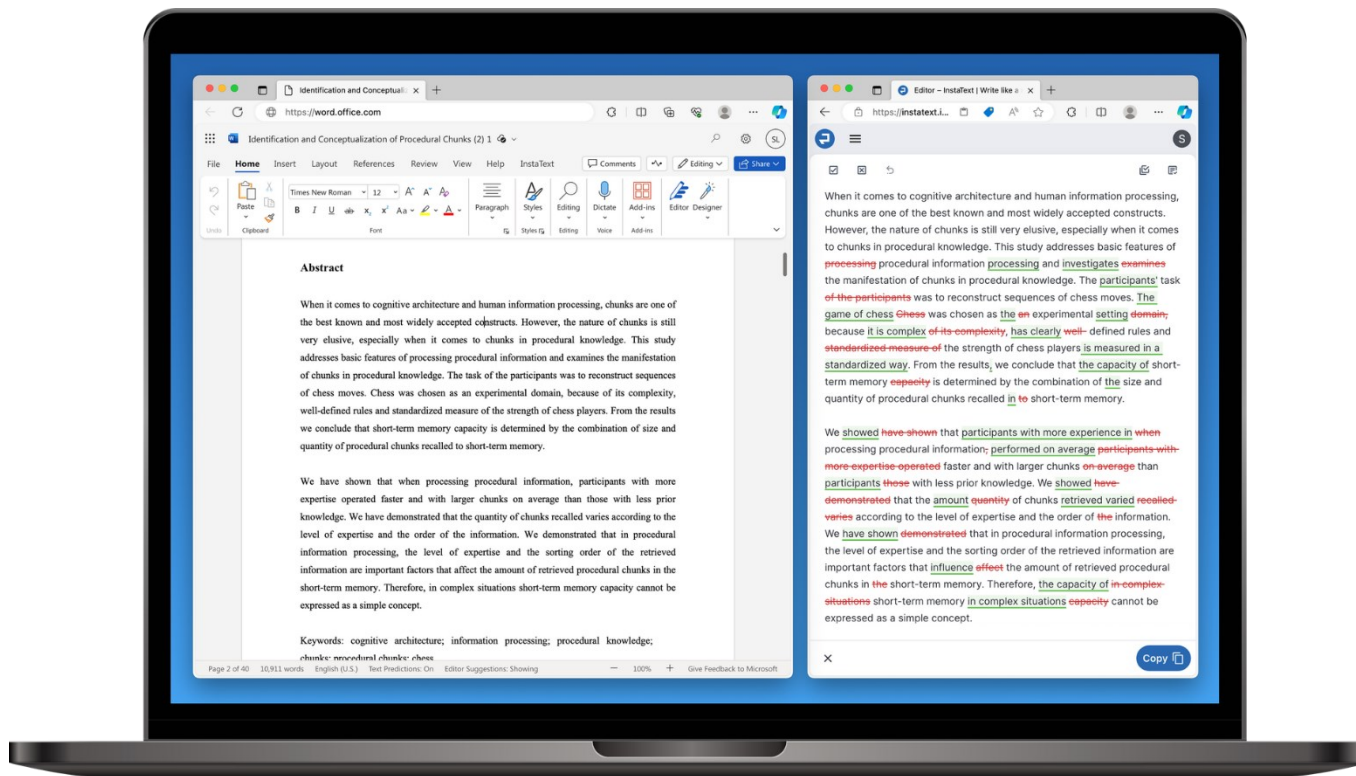 Identification and Conceptuali
https://word.office.com
Identification and Conceptualization of Procedural Chunks (2) 1
SL
File Home Insert Layout References Review View Help InstaText Comments Editing Share
Times New Roman 12 A A
Paste B I U ab x₂ x² Aa A Paragraph Styles Editing Dictate Add-ins Editor Designer
Undo Clipboard Font Styles Editing Voice Add-ins
Abstract
When it comes to cognitive architecture and human information processing, chunks are one of
the best known and most widely accepted constructs. However, the nature of chunks is still
very elusive, especially when it comes to chunks in procedural knowledge. This study
addresses basic features of processing procedural information and examines the manifestation
of chunks in procedural knowledge. The task of the participants was to reconstruct sequences
of chess moves. Chess was chosen as an experimental domain, because of its complexity,
well-defined rules and standardized measure of the strength of chess players. From the results
we conclude that short-term memory capacity is determined by the combination of size and
quantity of procedural chunks recalled to short-term memory.
We have shown that when processing procedural information, participants with more
expertise operated faster and with larger chunks on average than those with less prior
knowledge. We have demonstrated that the quantity of chunks recalled varies according to the
level of expertise and the order of the information. We demonstrated that in procedural
information processing, the level of expertise and the sorting order of the retrieved
information are important factors that affect the amount of retrieved procedural chunks in the
short-term memory. Therefore, in complex situations short-term memory capacity cannot be
expressed as a simple concept.
Keywords: cognitive architecture; information processing; procedural knowledge;
chunks; procedural chunks; chess
Page 2 of 40 10,911 words English (U.S.) Text Predictions: On Editor Suggestions: Showing 100% Give Feedback to Microsoft
Editor – InstaText | Write like a
https://instatext.i...
S
When it comes to cognitive architecture and human information processing,
chunks are one of the best known and most widely accepted constructs.
However, the nature of chunks is still very elusive, especially when it comes
to chunks in procedural knowledge. This study addresses basic features of
processing procedural information processing and investigates examines
the manifestation of chunks in procedural knowledge. The participants' task
of the participants was to reconstruct sequences of chess moves. The
game of chess Chess was chosen as the an experimental setting domain,
because it is complex of its complexity, has clearly well- defined rules and
standardized measure of the strength of chess players is measured in a
standardized way. From the results, we conclude that the capacity of short-
term memory capacity is determined by the combination of the size and
quantity of procedural chunks recalled in to short-term memory.
We showed have shown that participants with more experience in when
processing procedural information, performed on average participants with
more expertise operated faster and with larger chunks on average than
participants those with less prior knowledge. We showed have
demonstrated that the amount quantity of chunks retrieved varied recalled
varies according to the level of expertise and the order of the information.
We have shown demonstrated that in procedural information processing,
the level of expertise and the sorting order of the retrieved information are
important factors that influence affect the amount of retrieved procedural
chunks in the short-term memory. Therefore, the capacity of in complex
situations short-term memory in complex situations capacity cannot be
expressed as a simple concept.
Copy